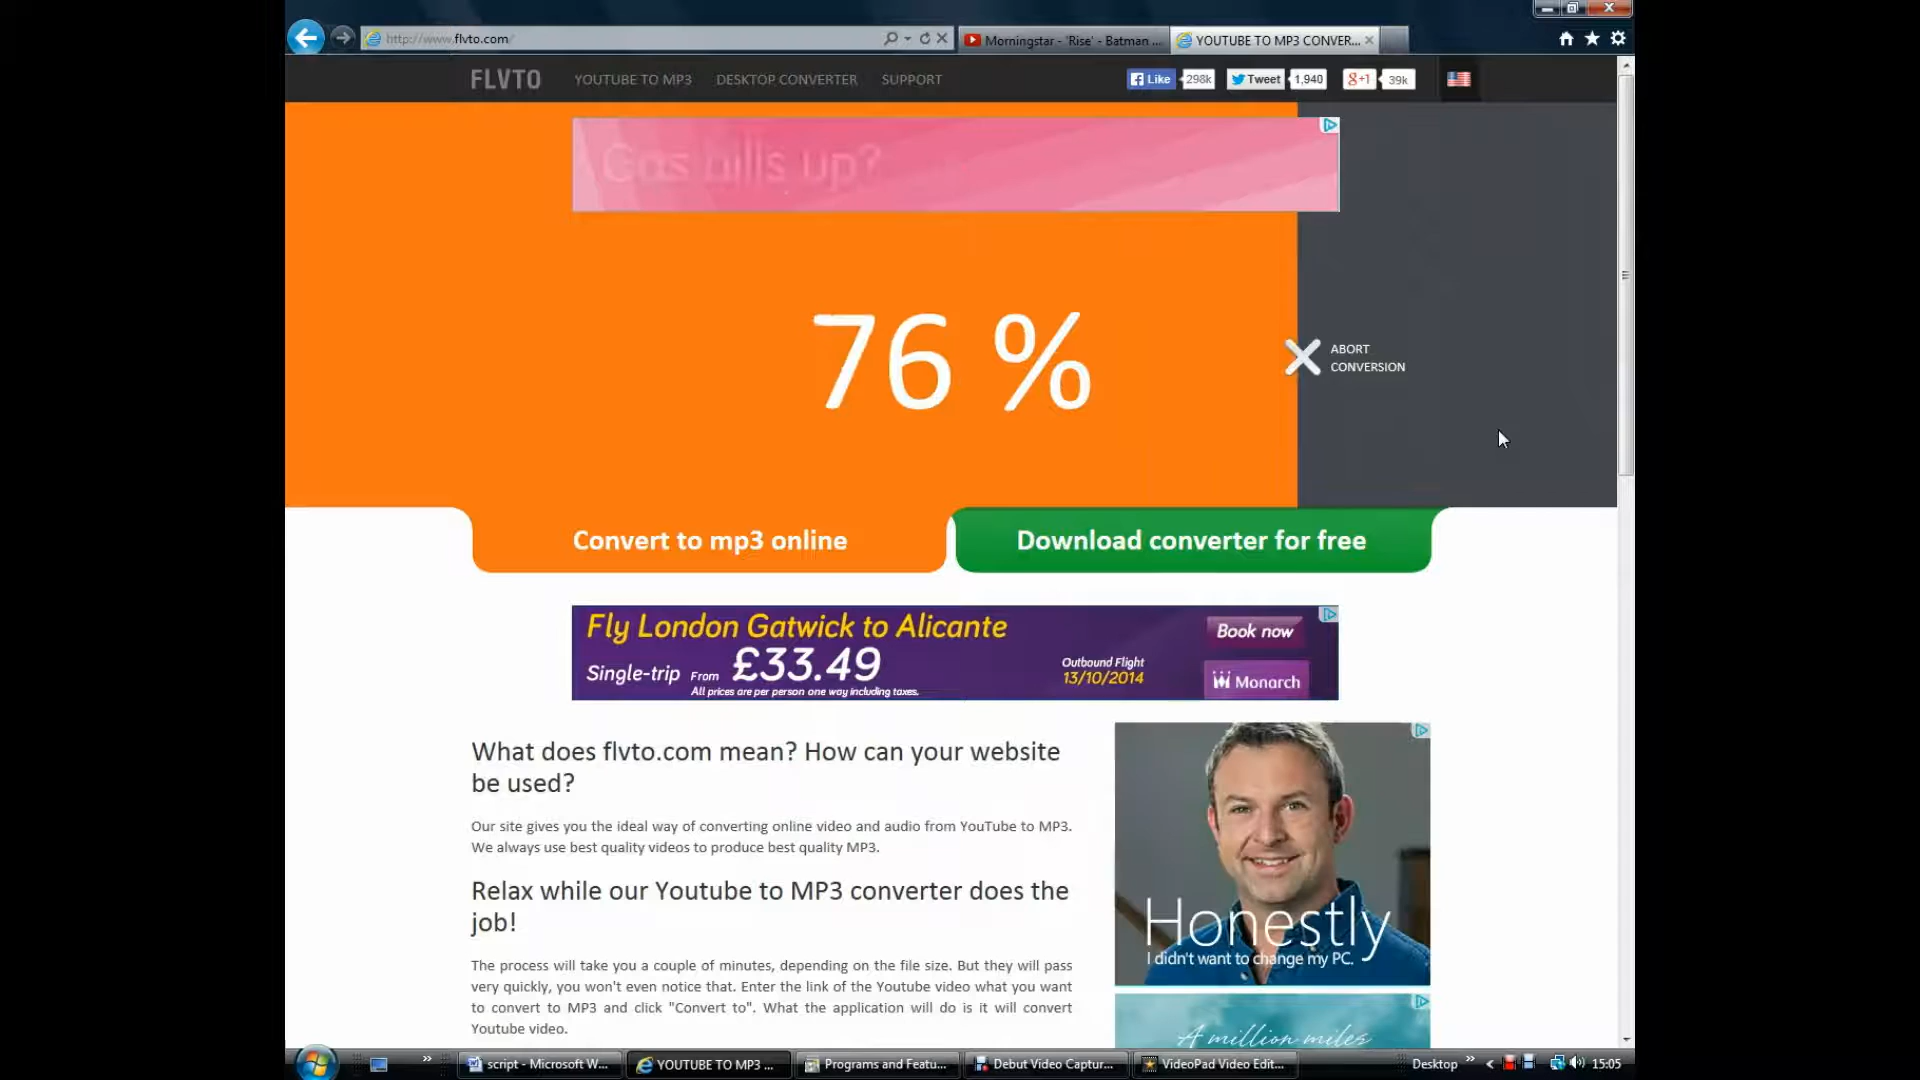 http://www.flvto.com/
Morningstar - 'Rise' - Batman ...
YOUTUBE TO MP3 CONVER...
FLVTO
YOUTUBE TO MP3
DESKTOP CONVERTER
SUPPORT
Like
298k
Tweet
1,940
+1
39k
Gas bills up?
76 %
ABORT
CONVERSION
Convert to mp3 online
Download converter for free
Fly London Gatwick to Alicante
Single-trip From £33.49
All prices are per person one way including taxes.
Outbound Flight
13/10/2014
Book now
Monarch
What does flvto.com mean? How can your website
be used?
Our site gives you the ideal way of converting online video and audio from YouTube to MP3.
We always use best quality videos to produce best quality MP3.
Relax while our Youtube to MP3 converter does the
job!
The process will take you a couple of minutes, depending on the file size. But they will pass
very quickly, you won't even notice that. Enter the link of the Youtube video what you want
to convert to MP3 and click "Convert to". What the application will do is it will convert
Youtube video.
Honestly
I didn't want to change my PC.
A million miles
script - Microsoft W...
YOUTUBE TO MP3 ...
Programs and Featu...
Debut Video Captur...
VideoPad Video Edit...
Desktop
15:05